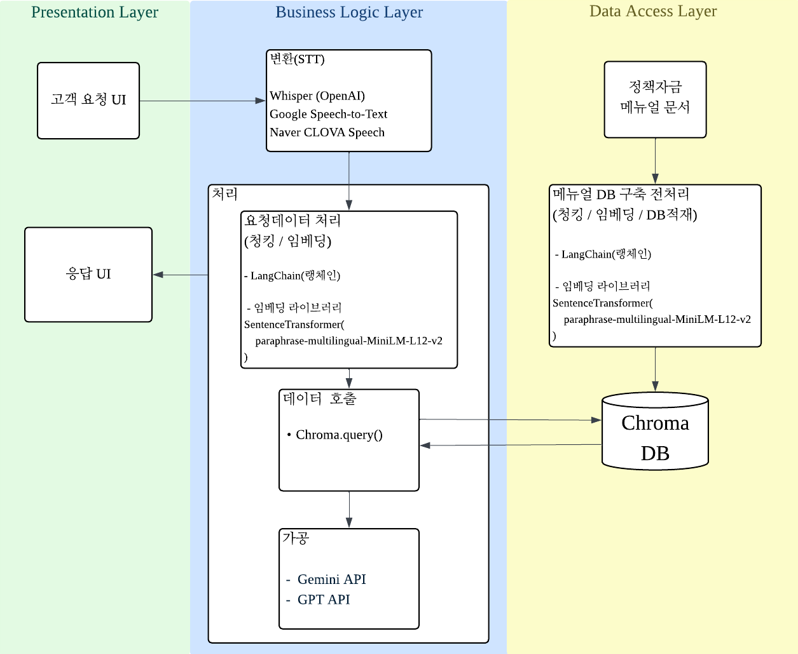 Presentation Layer
Business Logic Layer
Data Access Layer
고객 요청 UI
변환(STT)
Whisper (OpenAI)
Google Speech-to-Text
Naver CLOVA Speech
정책자금
메뉴얼 문서
처리
요청데이터 처리
(청킹 / 임베딩)
- LangChain(랭체인)
- 임베딩 라이브러리
SentenceTransformer(
paraphrase-multilingual-MiniLM-L12-v2
)
메뉴얼 DB 구축 전처리
(청킹 / 임베딩 / DB적재)
- LangChain(랭체인)
- 임베딩 라이브러리
SentenceTransformer(
paraphrase-multilingual-MiniLM-L12-v2
)
응답 UI
데이터 호출
• Chroma.query()
Chroma
DB
가공
- Gemini API
- GPT API